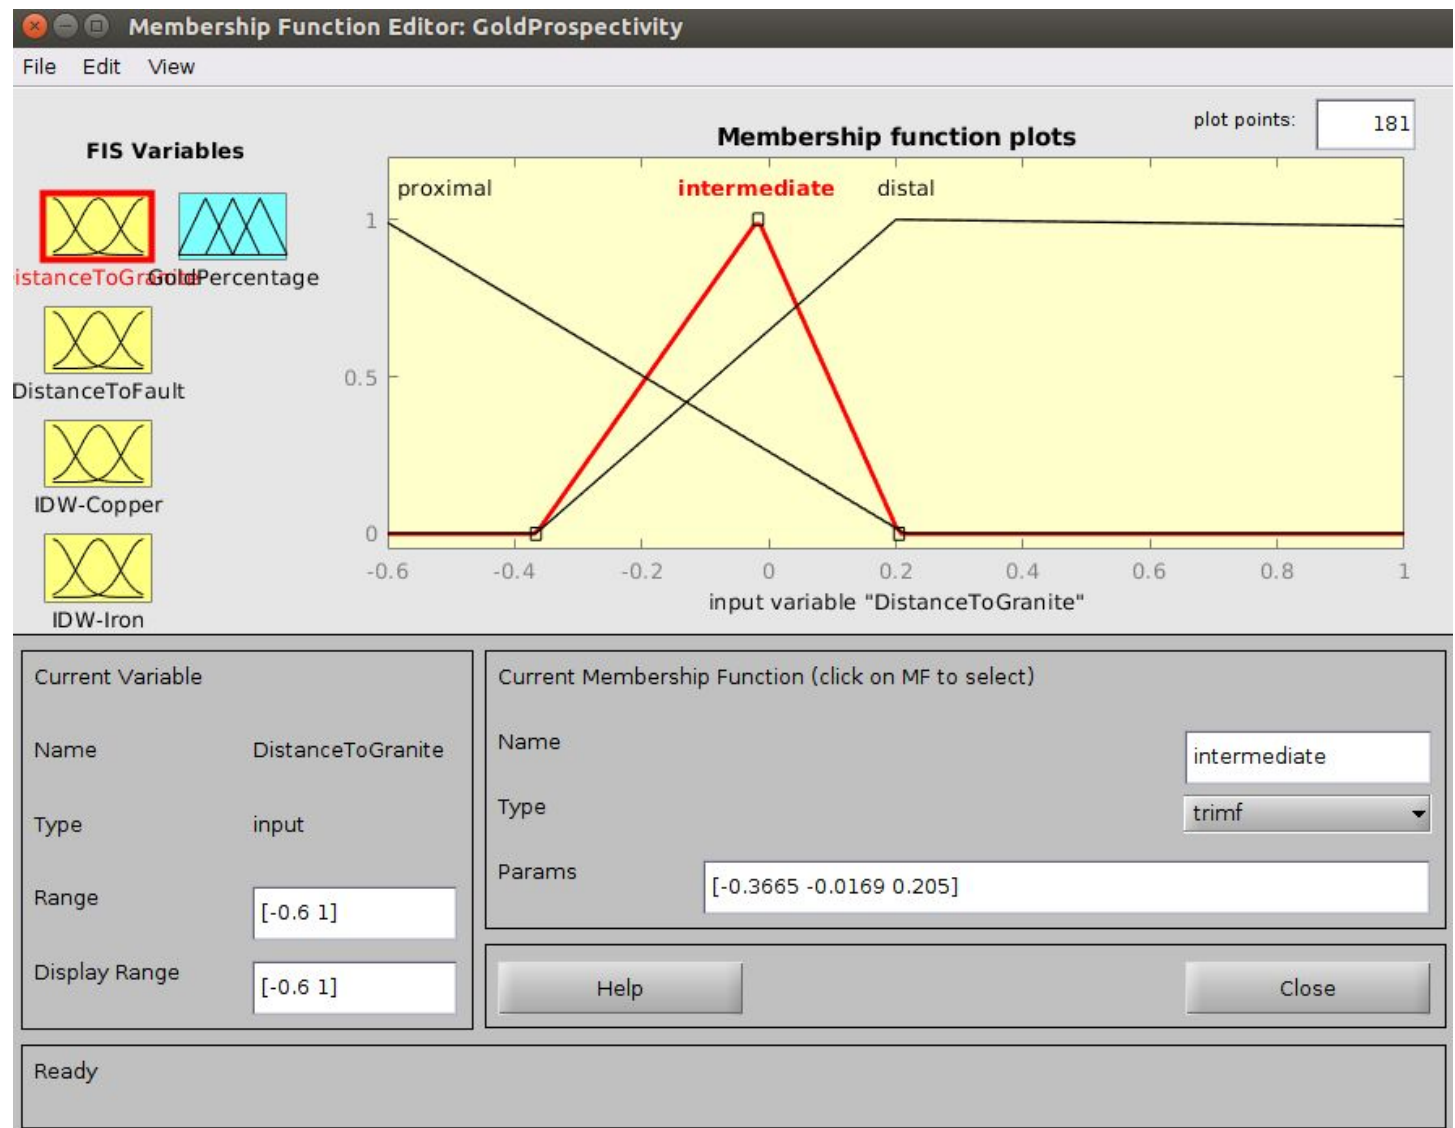 Membership Function Editor: GoldProspectivity
File Edit View
plot points: 181
FIS Variables
Membership function plots
istanceToGranite
GoldPercentage
DistanceToFault
IDW-Copper
IDW-Iron
proximal intermediate distal
1
0.5
0
-0.6 -0.4 -0.2 0 0.2 0.4 0.6 0.8 1
input variable "DistanceToGranite"
Current Variable
Name DistanceToGranite
Type input
Range [-0.6 1]
Display Range [-0.6 1]
Current Membership Function (click on MF to select)
Name intermediate
Type trimf
Params [-0.3665 -0.0169 0.205]
Help Close
Ready